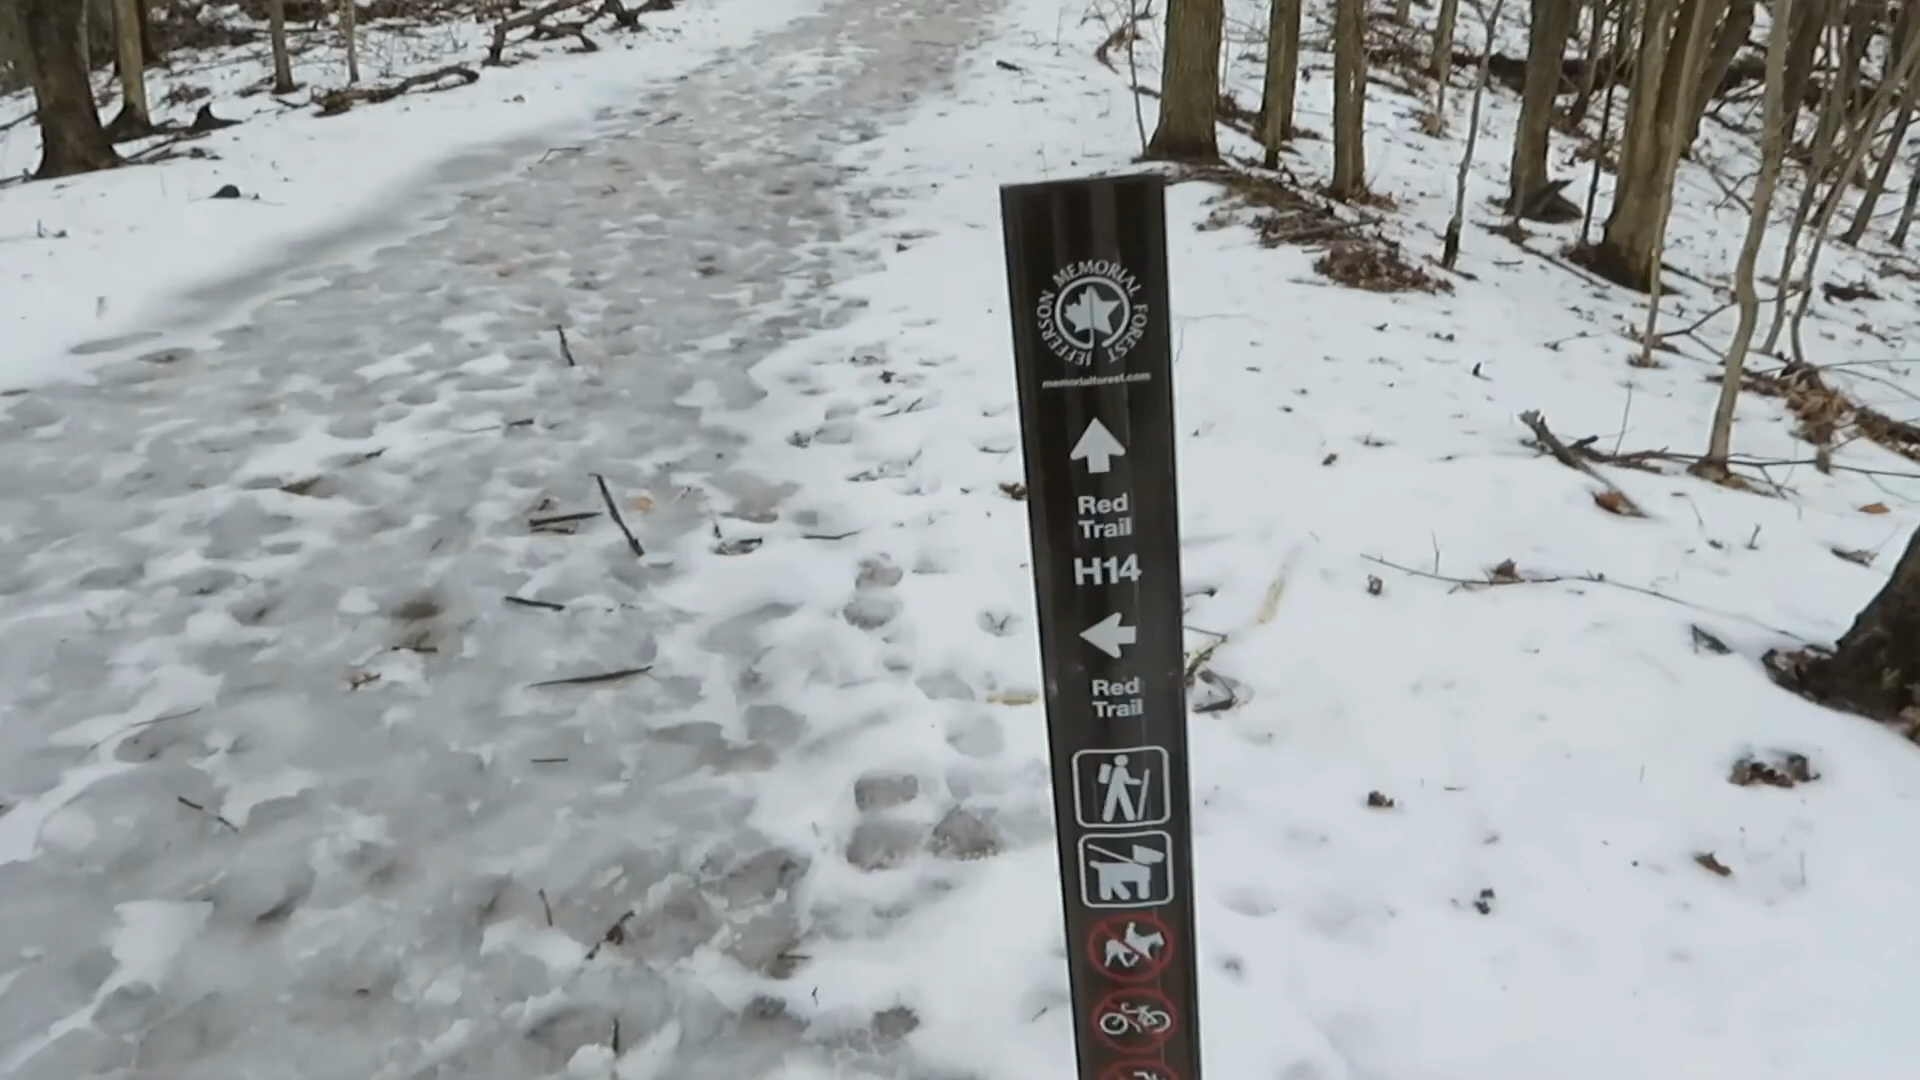 JEFFERSON MEMORIAL FOREST
memorialforest.com
Red
Trail
H14
Red
Trail